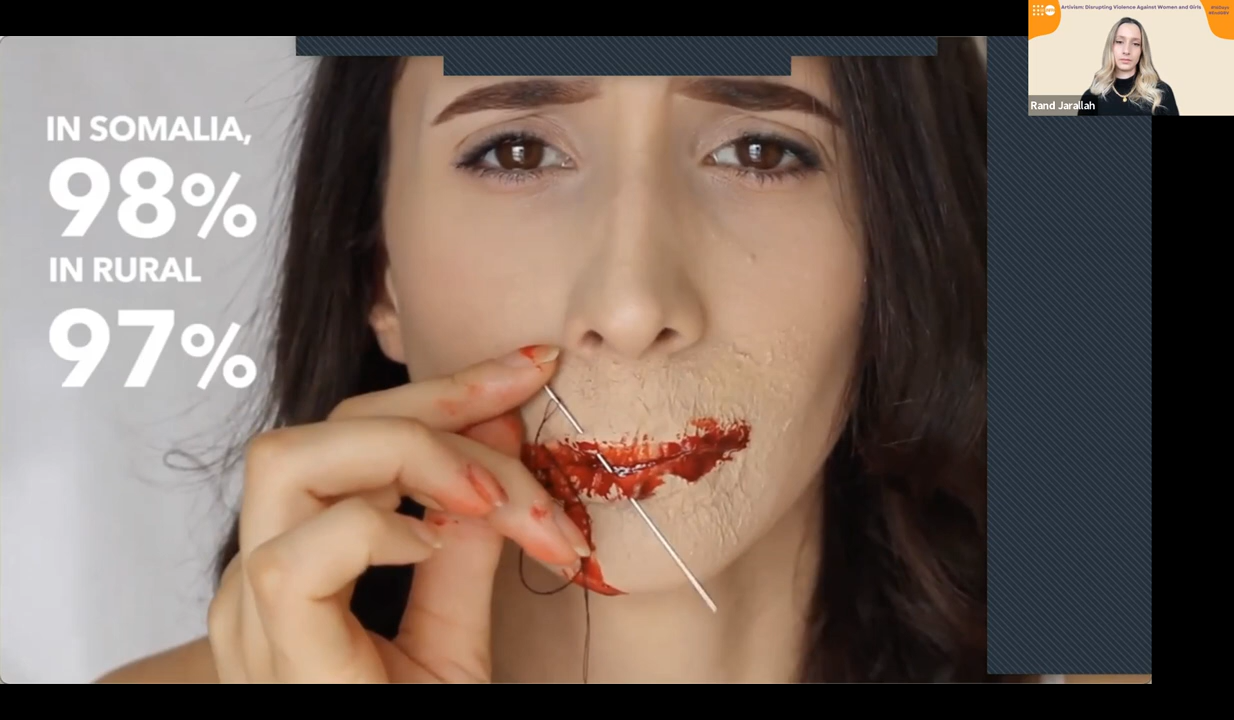 IN SOMALIA,
98%
IN RURAL
97%
Artivism: Disrupting Violence Against Women and Girls
Rand Jarallah